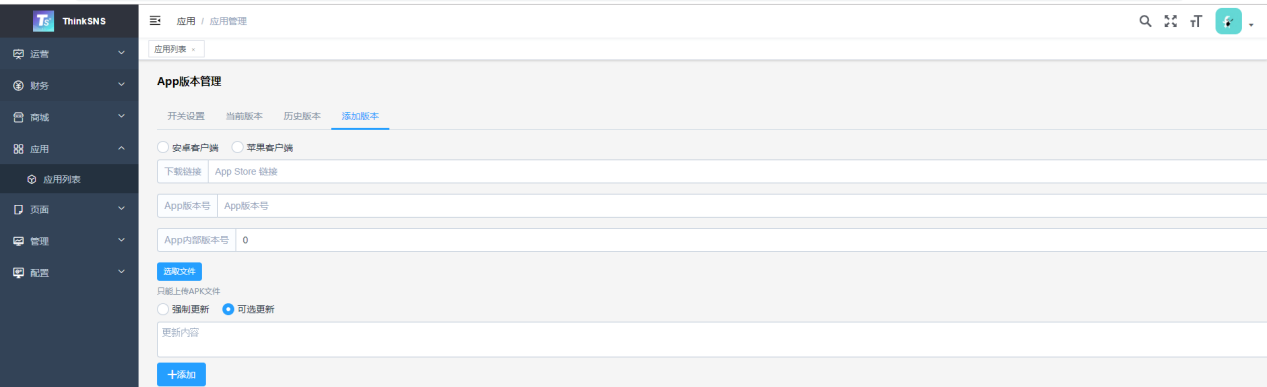 ThinkSNS
应用 / 应用管理
运营
应用列表 ×
财务
App版本管理
商城
开关设置 当前版本 历史版本 添加版本
应用
安卓客户端 苹果客户端
应用列表
下载链接 App Store 链接
页面
App版本号 App版本号
管理
App内部版本号 0
配置
选取文件
只能上传APK文件
强制更新 可选更新
更新内容
+添加